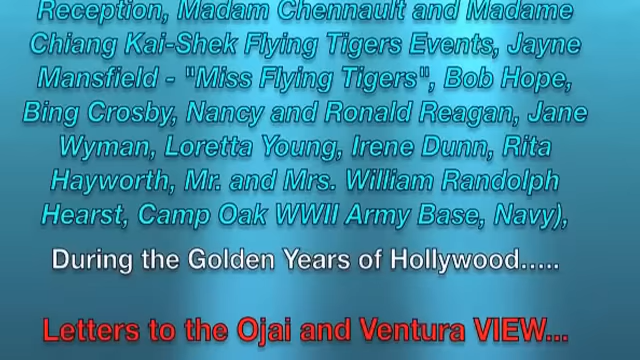 Reception, Madam Chennault and Madame
Chiang Kai-Shek Flying Tigers Events, Jayne
Mansfield - "Miss Flying Tigers", Bob Hope,
Bing Crosby, Nancy and Ronald Reagan, Jane
Wyman, Loretta Young, Irene Dunn, Rita
Hayworth, Mr. and Mrs. William Randolph
Hearst, Camp Oak WWII Army Base, Navy),
During the Golden Years of Hollywood.....
Letters to the Ojai and Ventura VIEW...